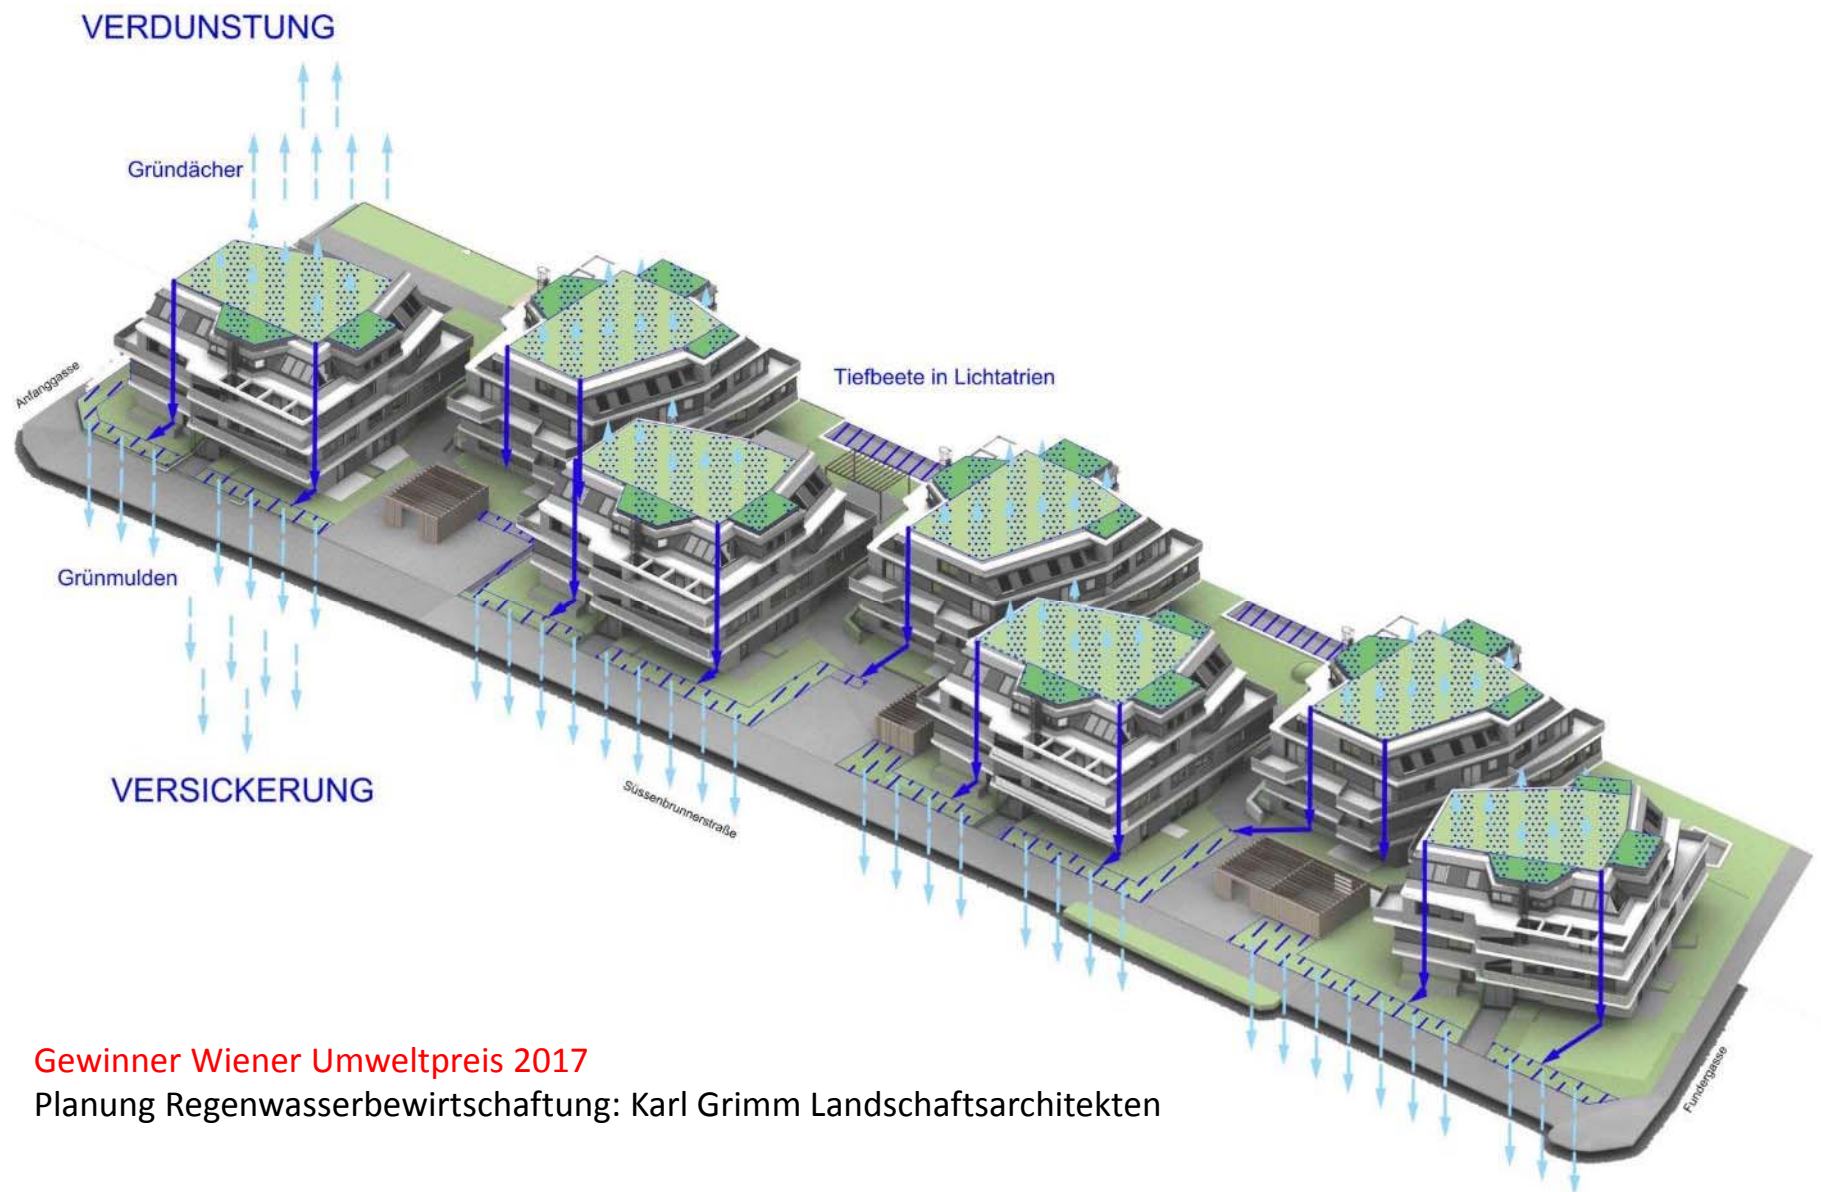 VERDUNSTUNG
Gründächer
Anfanggasse
Tiefbeete in Lichtatrien
Grünmulden
VERSICKERUNG
Süssenbrunnerstraße
Fundergasse
Gewinner Wiener Umweltpreis 2017
Planung Regenwasserbewirtschaftung: Karl Grimm Landschaftsarchitekten